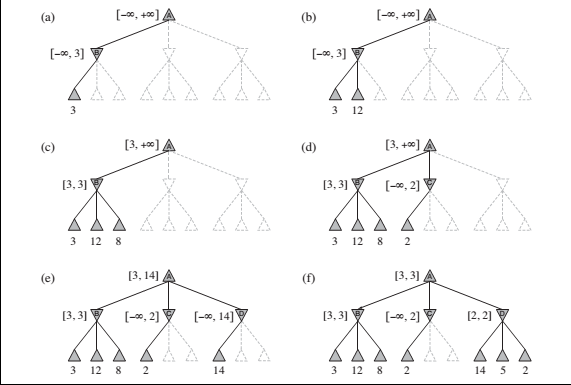 (a) [−∞, +∞] A
[−∞, 3] B
3
(b) [−∞, +∞] A
[−∞, 3] B
3 12
(c) [3, +∞] A
[3, 3] B
3 12 8
(d) [3, +∞] A
[3, 3] B [−∞, 2] C
3 12 8 2
(e) [3, 14] A
[3, 3] B [−∞, 2] C [−∞, 14] D
3 12 8 2 14
(f) [3, 3] A
[3, 3] B [−∞, 2] C [2, 2] D
3 12 8 2 14 5 2